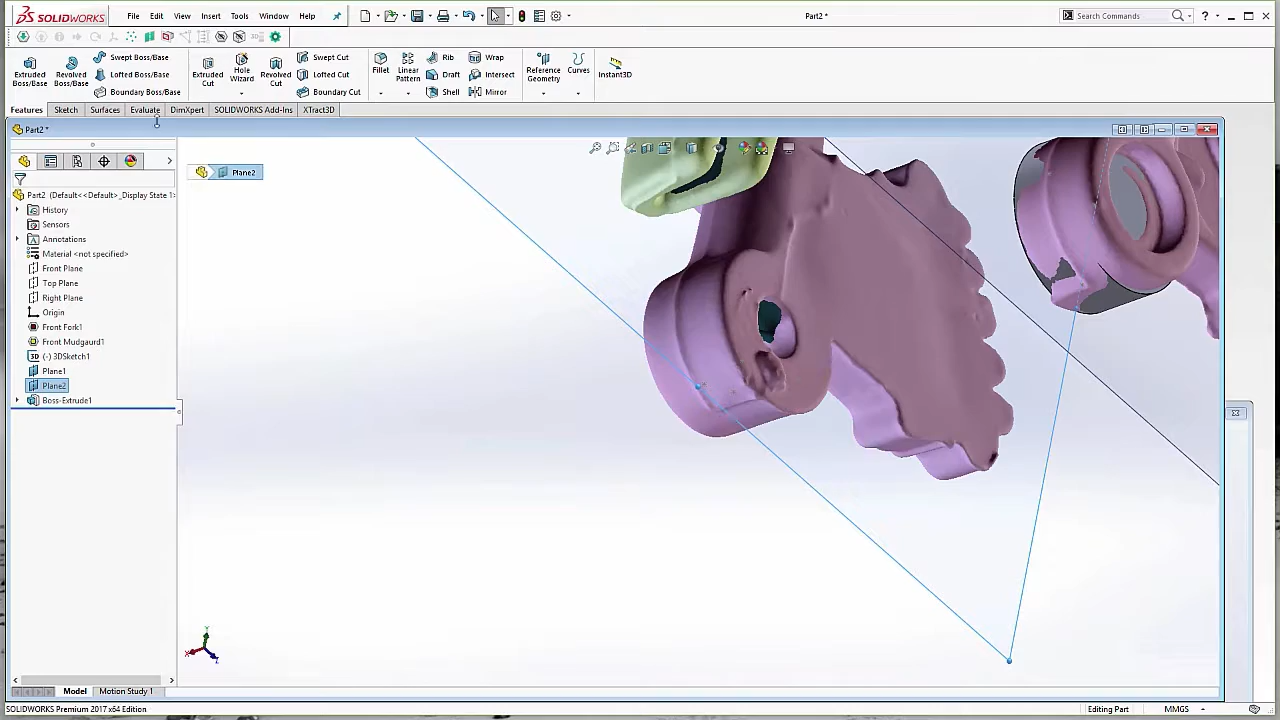 SOLIDWORKS File Edit View Insert Tools Window Help Part2 * Search Commands ?
Extruded Boss/Base
Revolved Boss/Base
Swept Boss/Base
Lofted Boss/Base
Boundary Boss/Base
Extruded Cut
Hole Wizard
Revolved Cut
Swept Cut
Lofted Cut
Boundary Cut
Fillet
Linear Pattern
Rib
Draft
Shell
Wrap
Intersect
Mirror
Reference Geometry
Curves
Instant3D
Features Sketch Surfaces Evaluate DimXpert SOLIDWORKS Add-Ins XTract3D
Part2 *
Plane2
Part2 (Default<<Default>_Display State 1>
History
Sensors
Annotations
Material <not specified>
Front Plane
Top Plane
Right Plane
Origin
Front Fork1
Front Mudgaurd1
(-) 3DSketch1
Plane1
Plane2
Boss-Extrude1
Y
X
Z
Model Motion Study 1
SOLIDWORKS Premium 2017 x64 Edition Editing Part MMGS